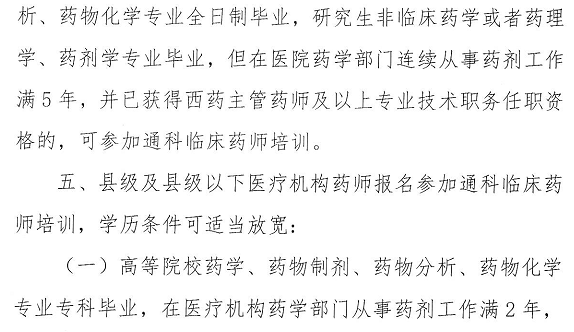 析、药物化学专业全日制毕业，研究生非临床药学或者药理
学、药剂学专业毕业，但在医院药学部门连续从事药剂工作
满5年，并已获得西药主管药师及以上专业技术职务任职资
格的，可参加通科临床药师培训。
五、县级及县级以下医疗机构药师报名参加通科临床药
师培训，学历条件可适当放宽：
（一）高等院校药学、药物制剂、药物分析、药物化学
专业专科毕业，在医疗机构药学部门从事药剂工作满2年，